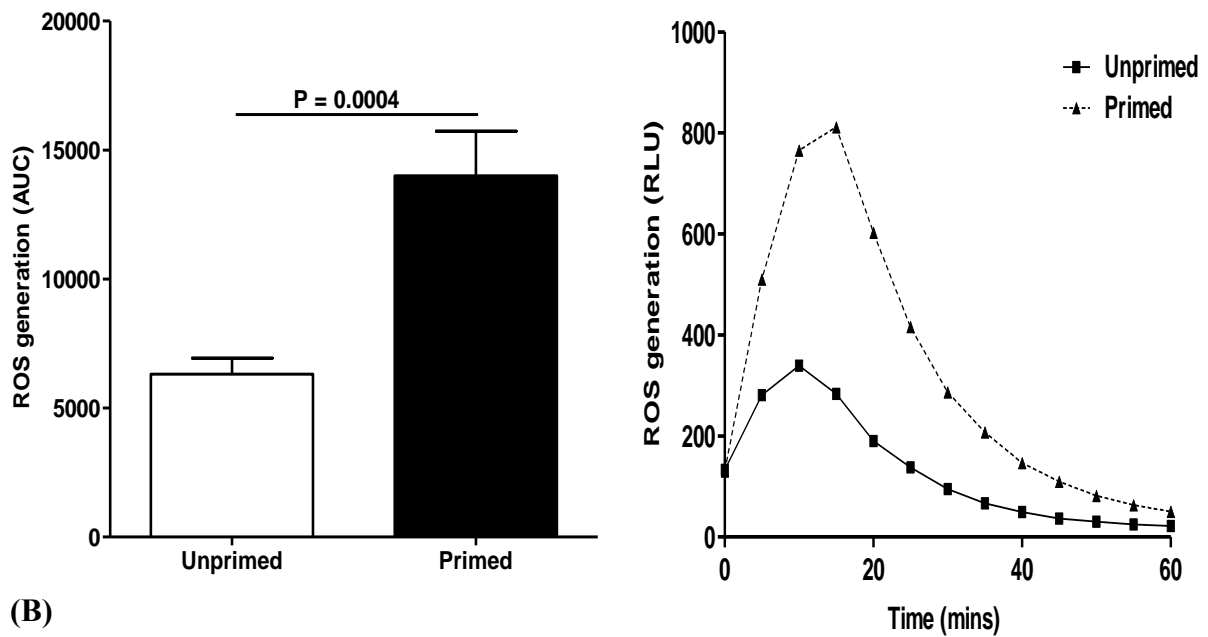 ROS generation (AUC)
20000
15000
10000
5000
0
P = 0.0004
Unprimed
Primed
(B)
ROS generation (RLU)
1000
800
600
400
200
0
0
20
40
60
Time (mins)
Unprimed
Primed